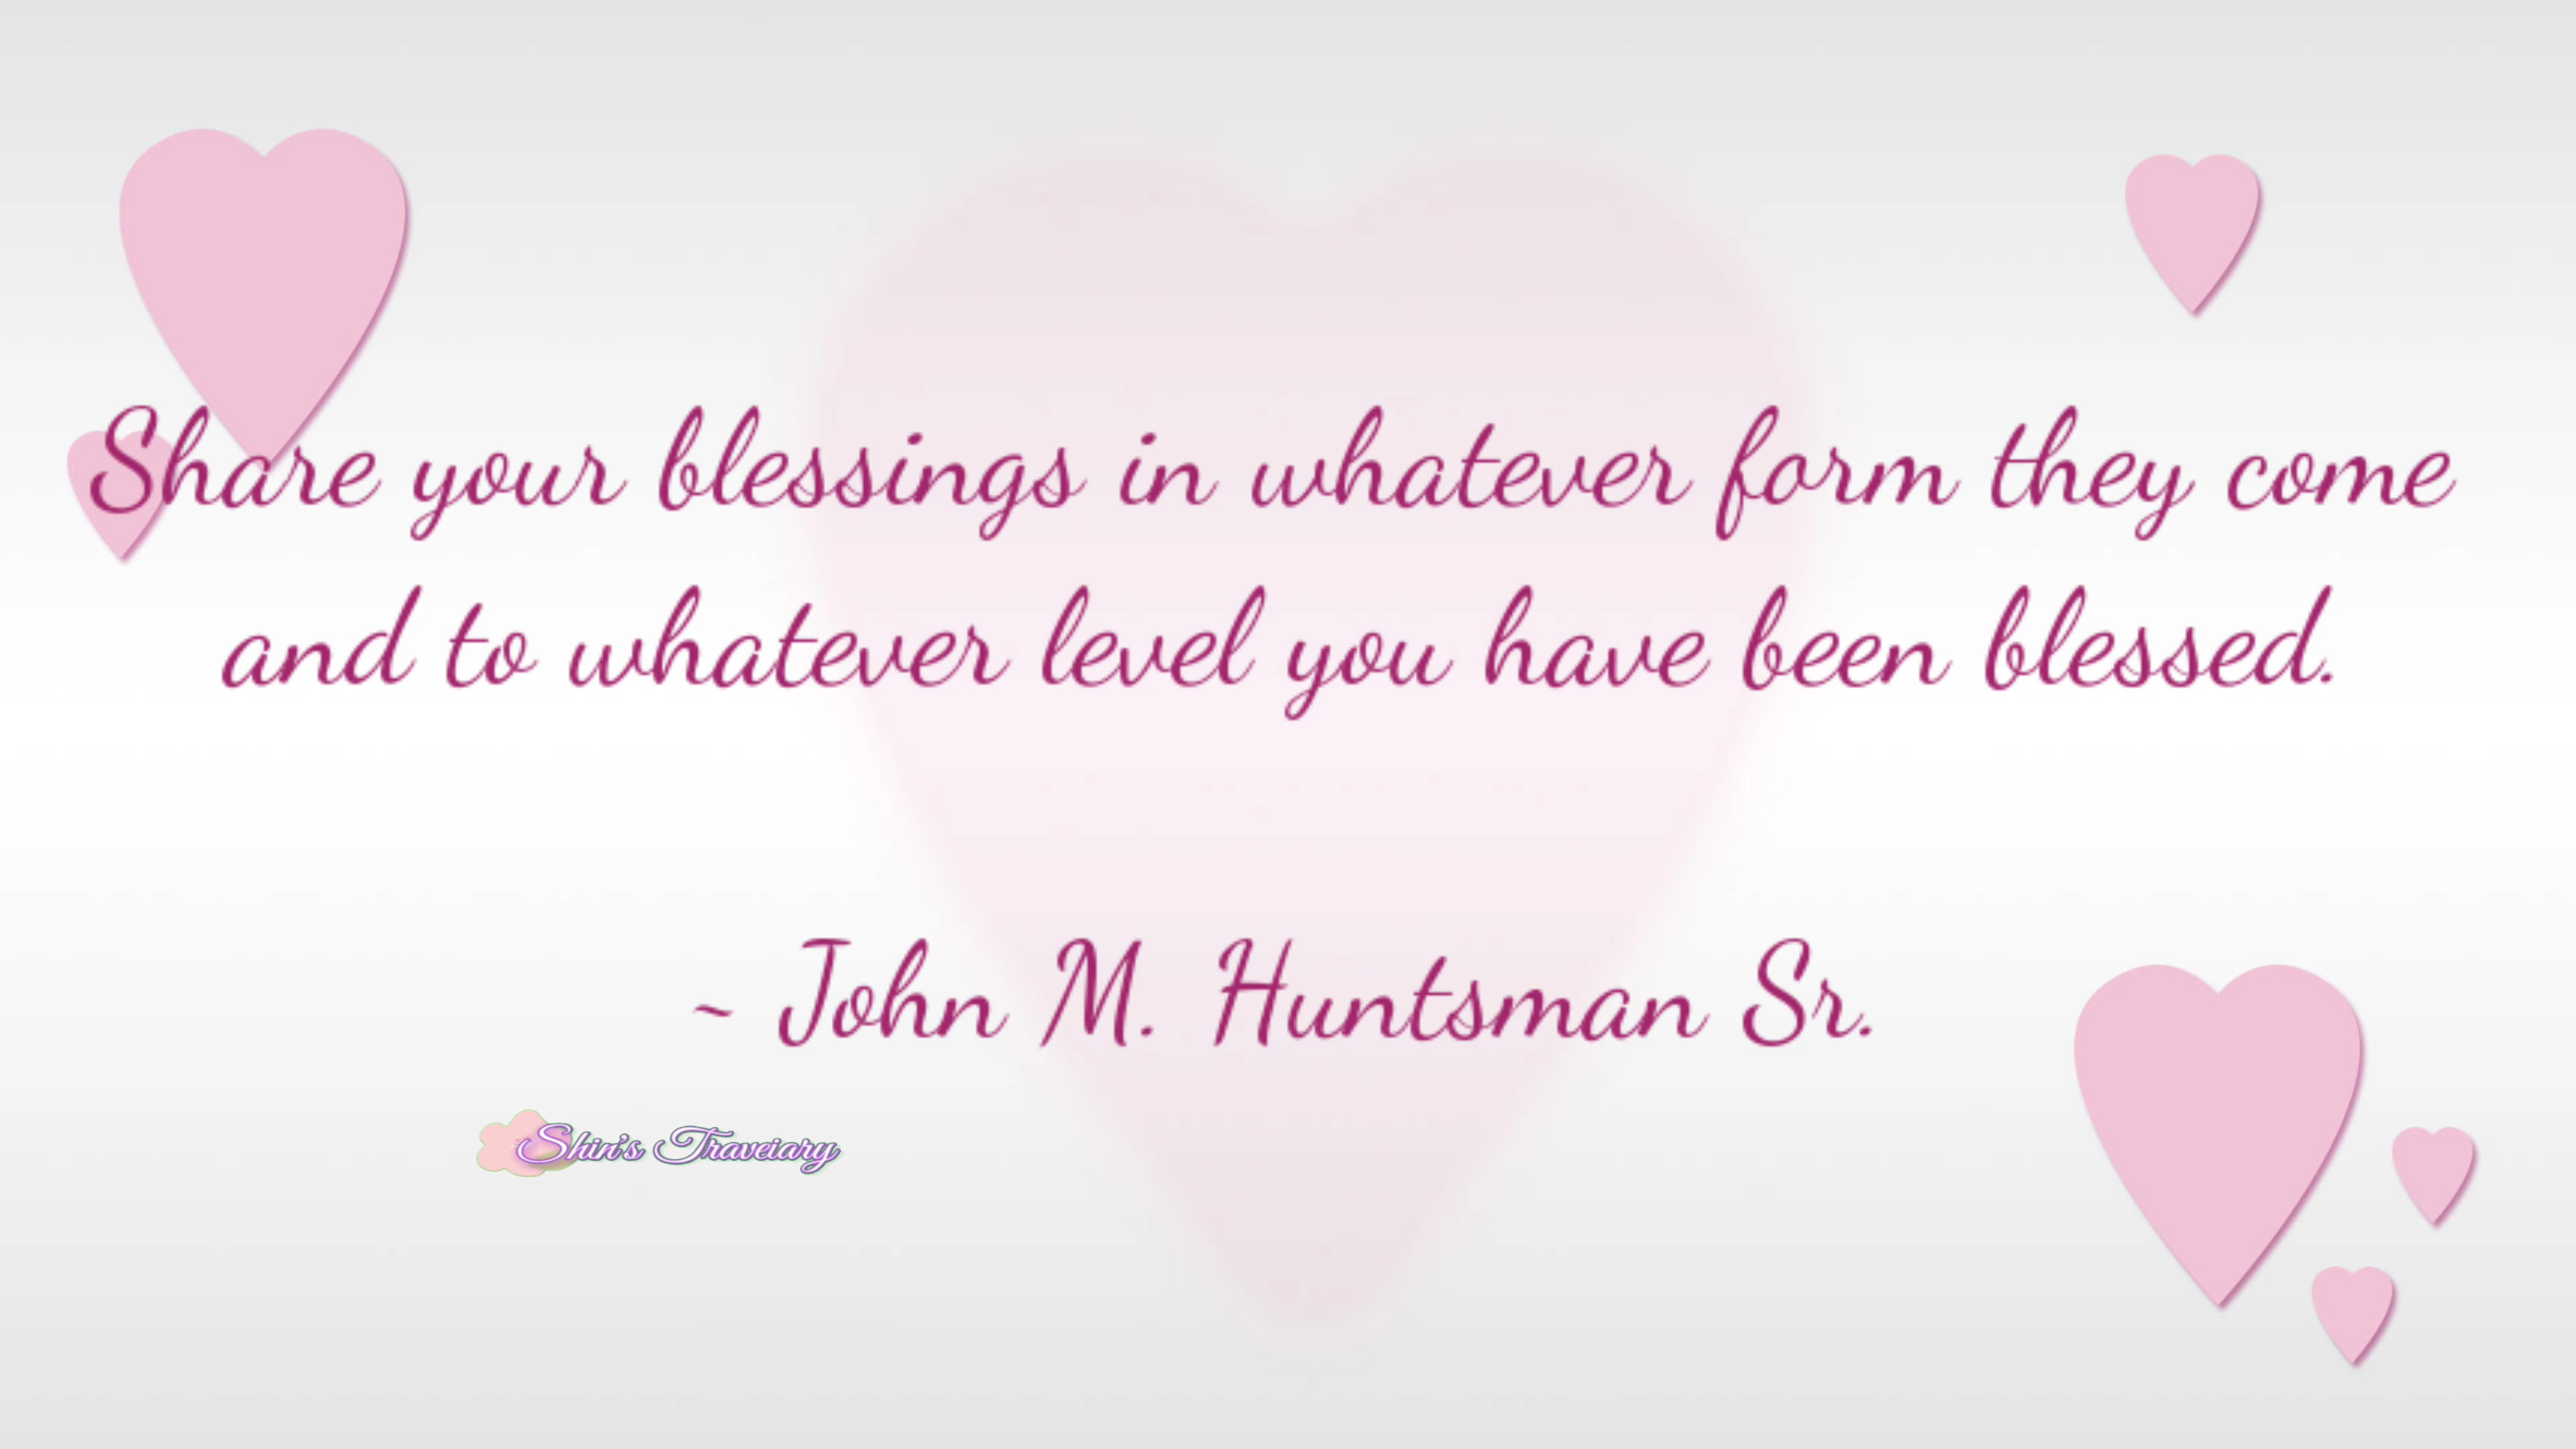 Share your blessings in whatever form they come
and to whatever level you have been blessed.
~ John M. Huntsman Sr.
Shin's Traveiary